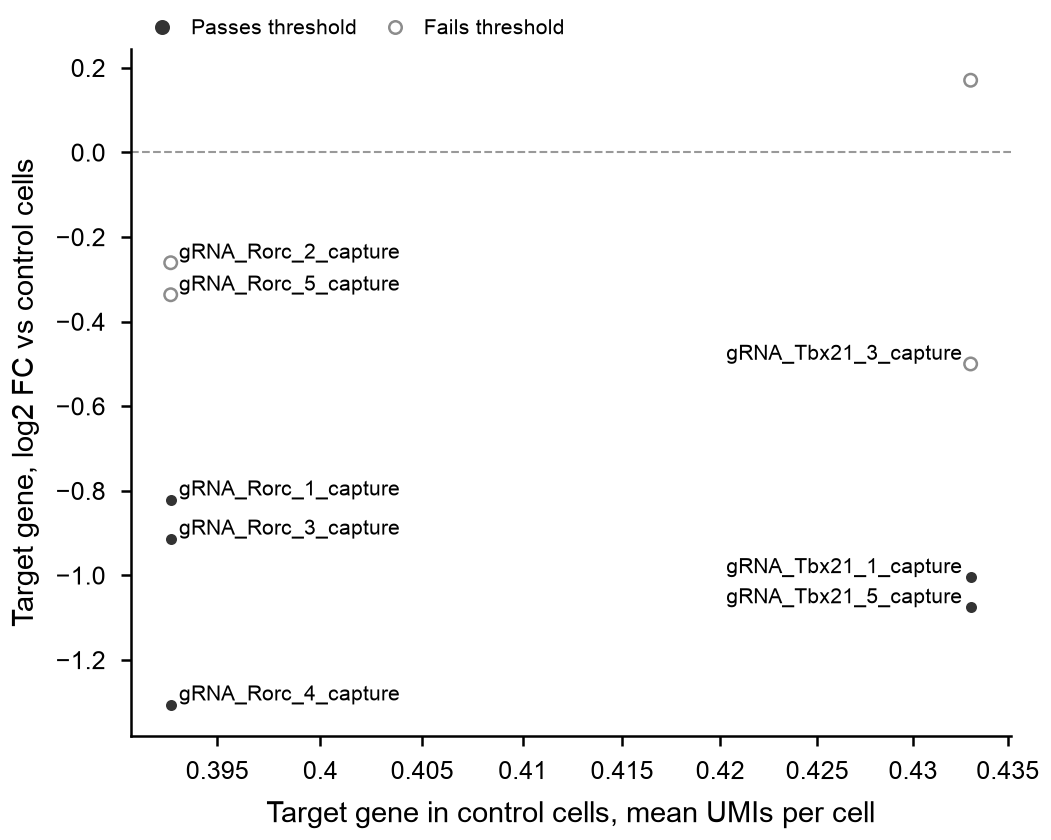 Passes threshold
Fails threshold
Target gene, log2 FC vs control cells
0.2
0.0
−0.2
−0.4
−0.6
−0.8
−1.0
−1.2
gRNA_Rorc_2_capture
gRNA_Rorc_5_capture
gRNA_Tbx21_3_capture
gRNA_Rorc_1_capture
gRNA_Rorc_3_capture
gRNA_Tbx21_1_capture
gRNA_Tbx21_5_capture
gRNA_Rorc_4_capture
0.395
0.4
0.405
0.41
0.415
0.42
0.425
0.43
0.435
Target gene in control cells, mean UMIs per cell